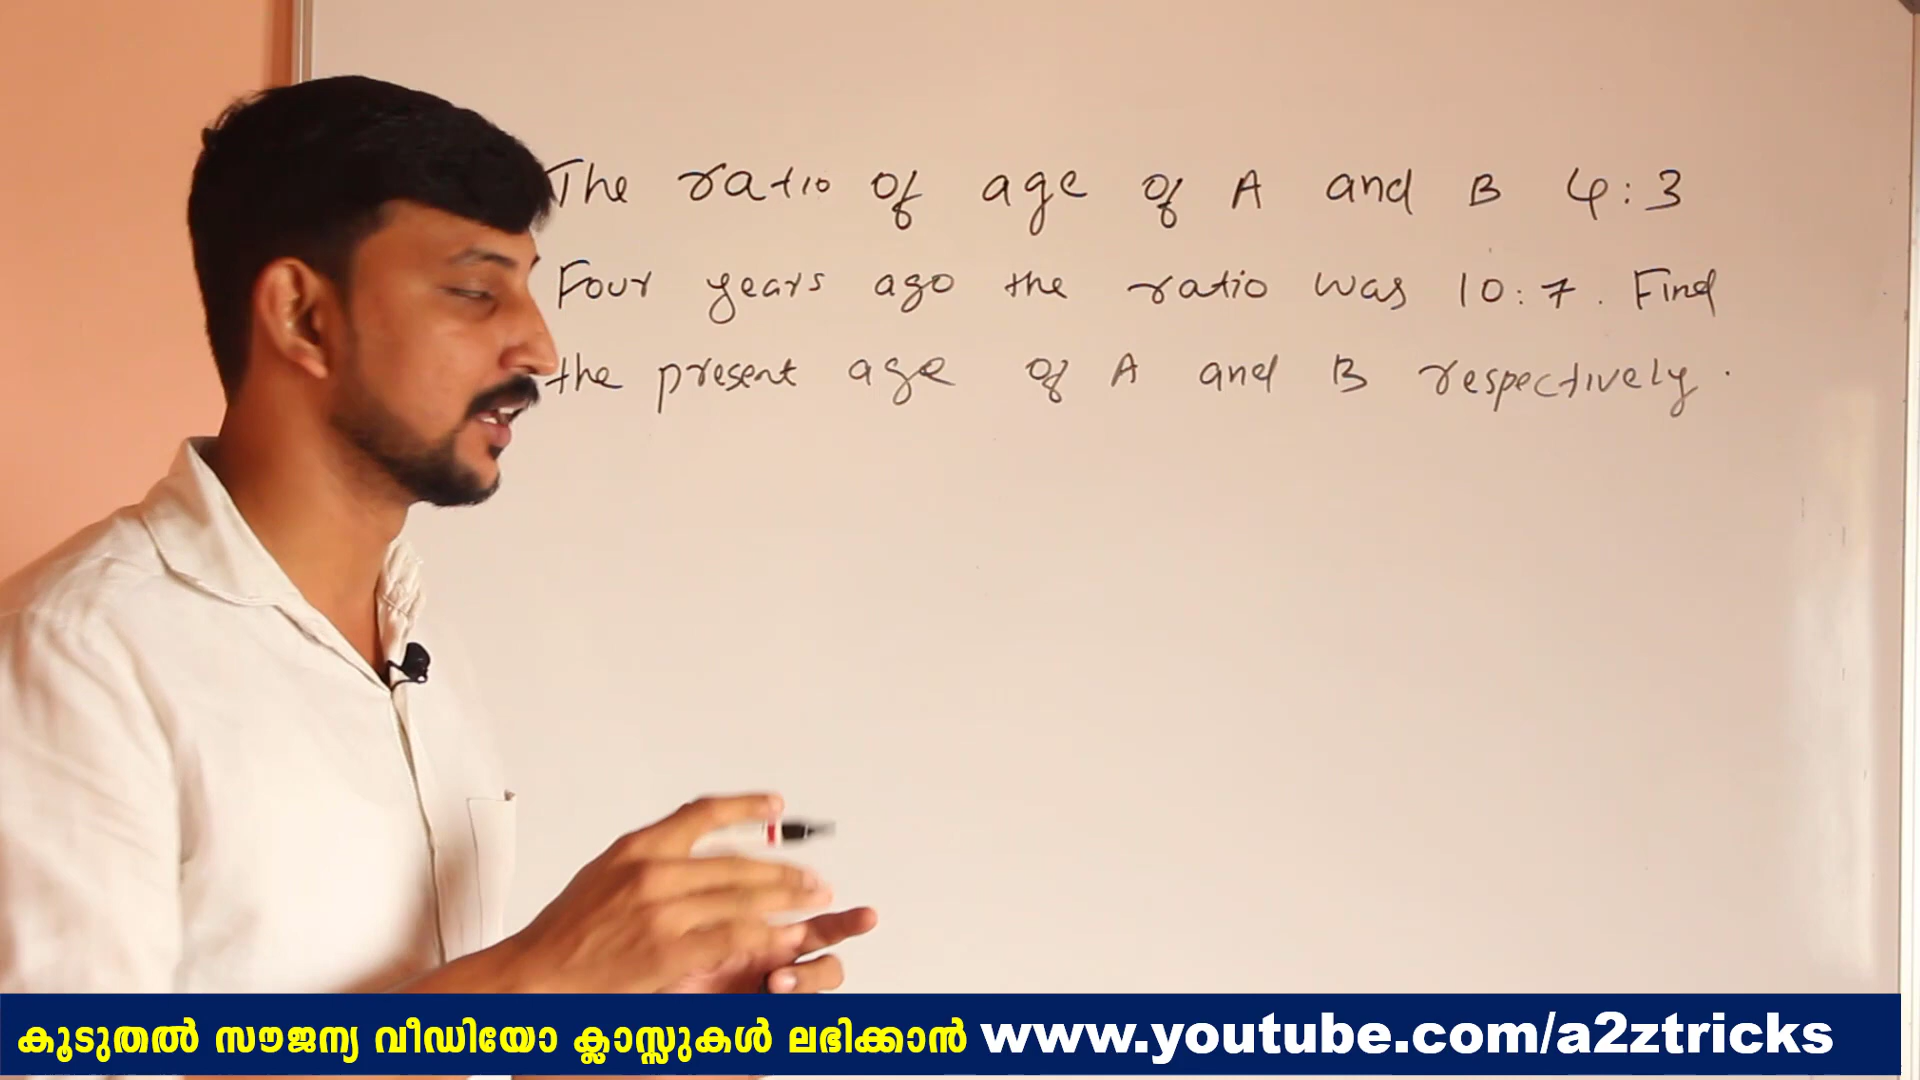 The ratio of age of A and B 4:3
Four years ago the ratio was 10:7. Find
the present age of A and B respectively.
കൂടുതൽ സൗജന്യ വീഡിയോ ക്ലാസ്സുകൾ ലഭിക്കാൻ www.youtube.com/a2ztricks